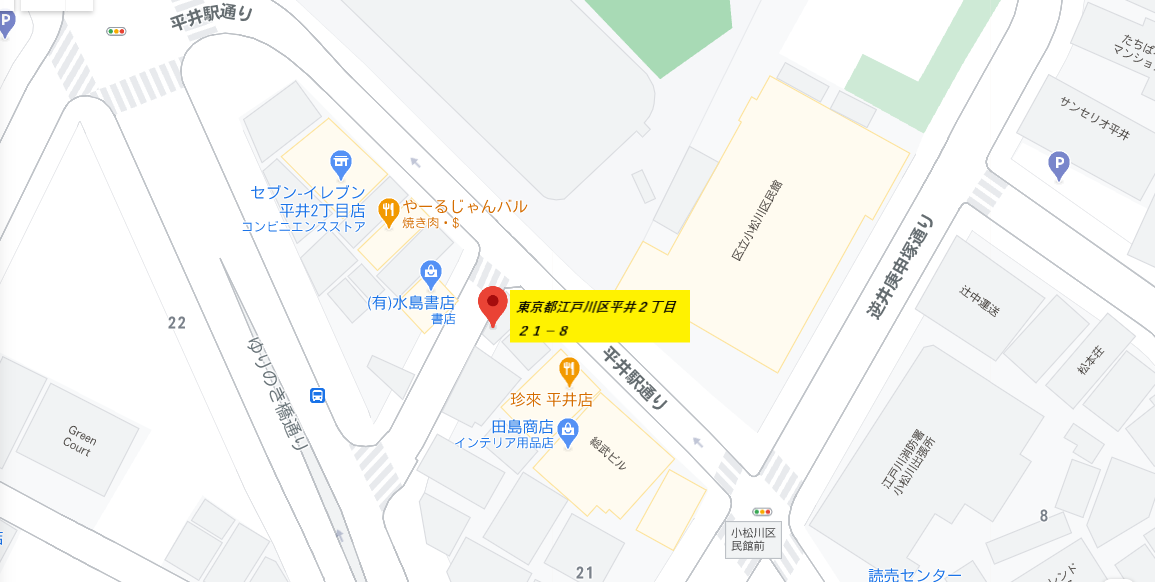 P
平井駅通り
たちばな
マンション
サンセリオ平井
P
セブン-イレブン
平井2丁目店
コンビニエンスストア
やーるじゃんバル
焼き肉・$
区立小松川区民館
逆井庚申塚通り
(有)水島書店
書店
東京都江戸川区平井２丁目
２１－８
辻中運送
22
ゆりのき橋通り
平井駅通り
松本荘
珍來 平井店
田島商店
インテリア用品店
総武ビル
Green
Court
江戸川消防署
小松川出張所
小松川区
民館前
8
21
読売センター
レンド
店